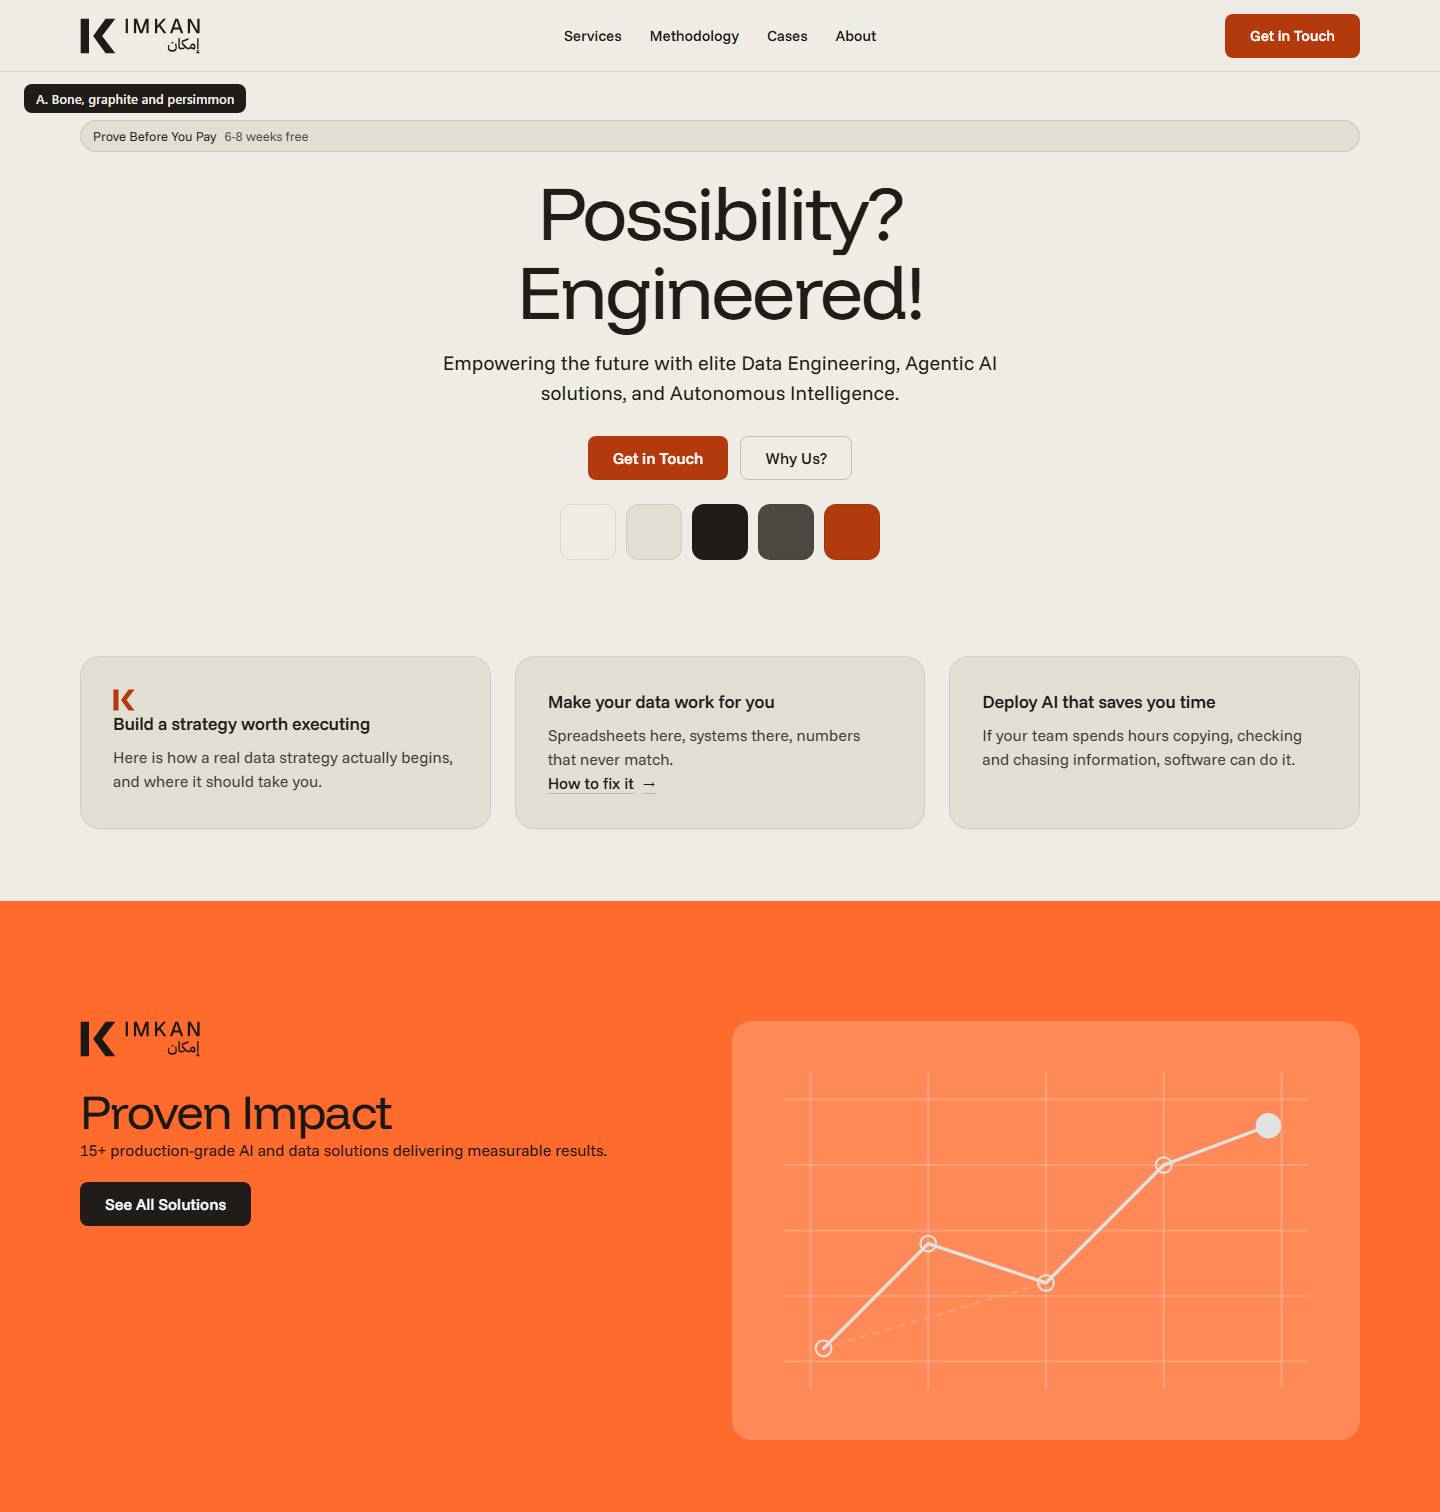 IMKAN
إمكان
Services
Methodology
Cases
About
Get in Touch
A. Bone, graphite and persimmon
Prove Before You Pay 6-8 weeks free
Possibility?
Engineered!
Empowering the future with elite Data Engineering, Agentic AI
solutions, and Autonomous Intelligence.
Get in Touch
Why Us?
Build a strategy worth executing
Here is how a real data strategy actually begins,
and where it should take you.
Make your data work for you
Spreadsheets here, systems there, numbers
that never match.
How to fix it →
Deploy AI that saves you time
If your team spends hours copying, checking
and chasing information, software can do it.
IMKAN
إمكان
Proven Impact
15+ production-grade AI and data solutions delivering measurable results.
See All Solutions